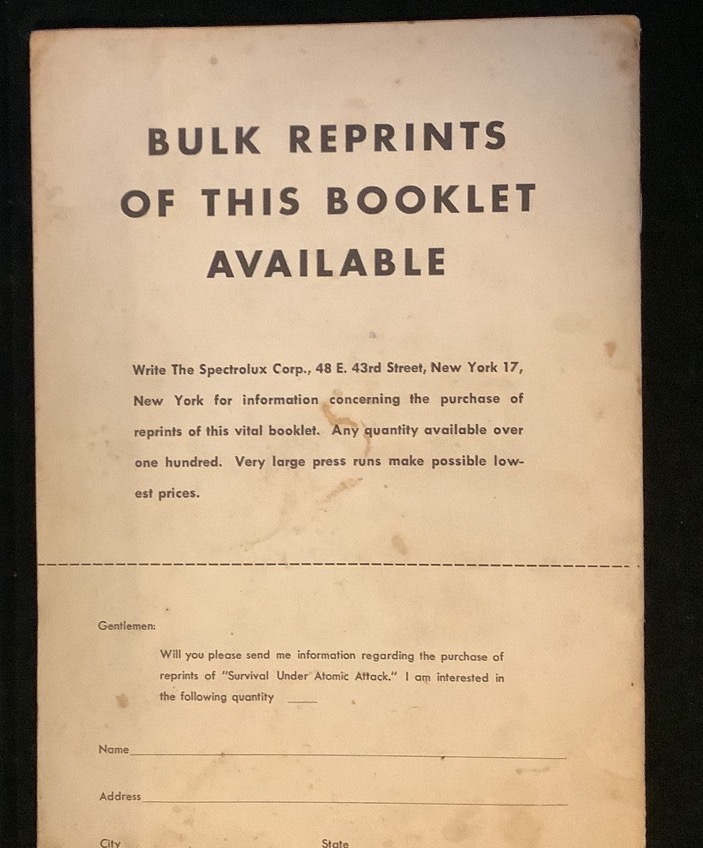 BULK REPRINTS
OF THIS BOOKLET
AVAILABLE
Write The Spectrolux Corp., 48 E. 43rd Street, New York 17,
New York for information concerning the purchase of
reprints of this vital booklet. Any quantity available over
one hundred. Very large press runs make possible low-
est prices.
Gentlemen:
Will you please send me information regarding the purchase of
reprints of "Survival Under Atomic Attack." I am interested in
the following quantity ____
Name
Address
City State